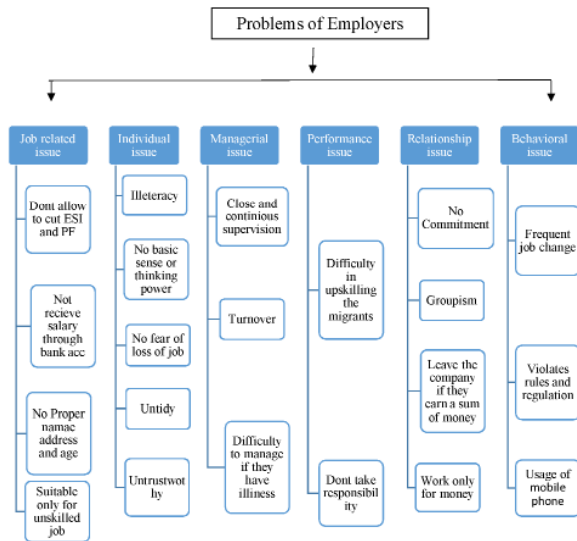 Problems of Employers
Job related
issue
Dont allow
to cut ESI
and PF
Not
recieve
salary
through
bank acc
No Proper
namae
address
and age
Suitable
only for
unskilled
job
Individual
issue
Illeteracy
No basic
sense or
thinking
power
No fear of
loss of job
Untidy
Untrustwot
hy
Managerial
issue
Close and
continious
supervision
Turnover
Difficulty
to manage
if they
have
illiness
Performance
issue
Difficulty
in
upskilling
the
migrants
Dont take
responsibil
ity
Relationship
issue
No
Commitment
Groupism
Leave the
company
if they
earn a sum
of money
Work only
for money
Behavioral
issue
Frequent
job change
Violates
rules and
regulation
Usage of
mobile
phone